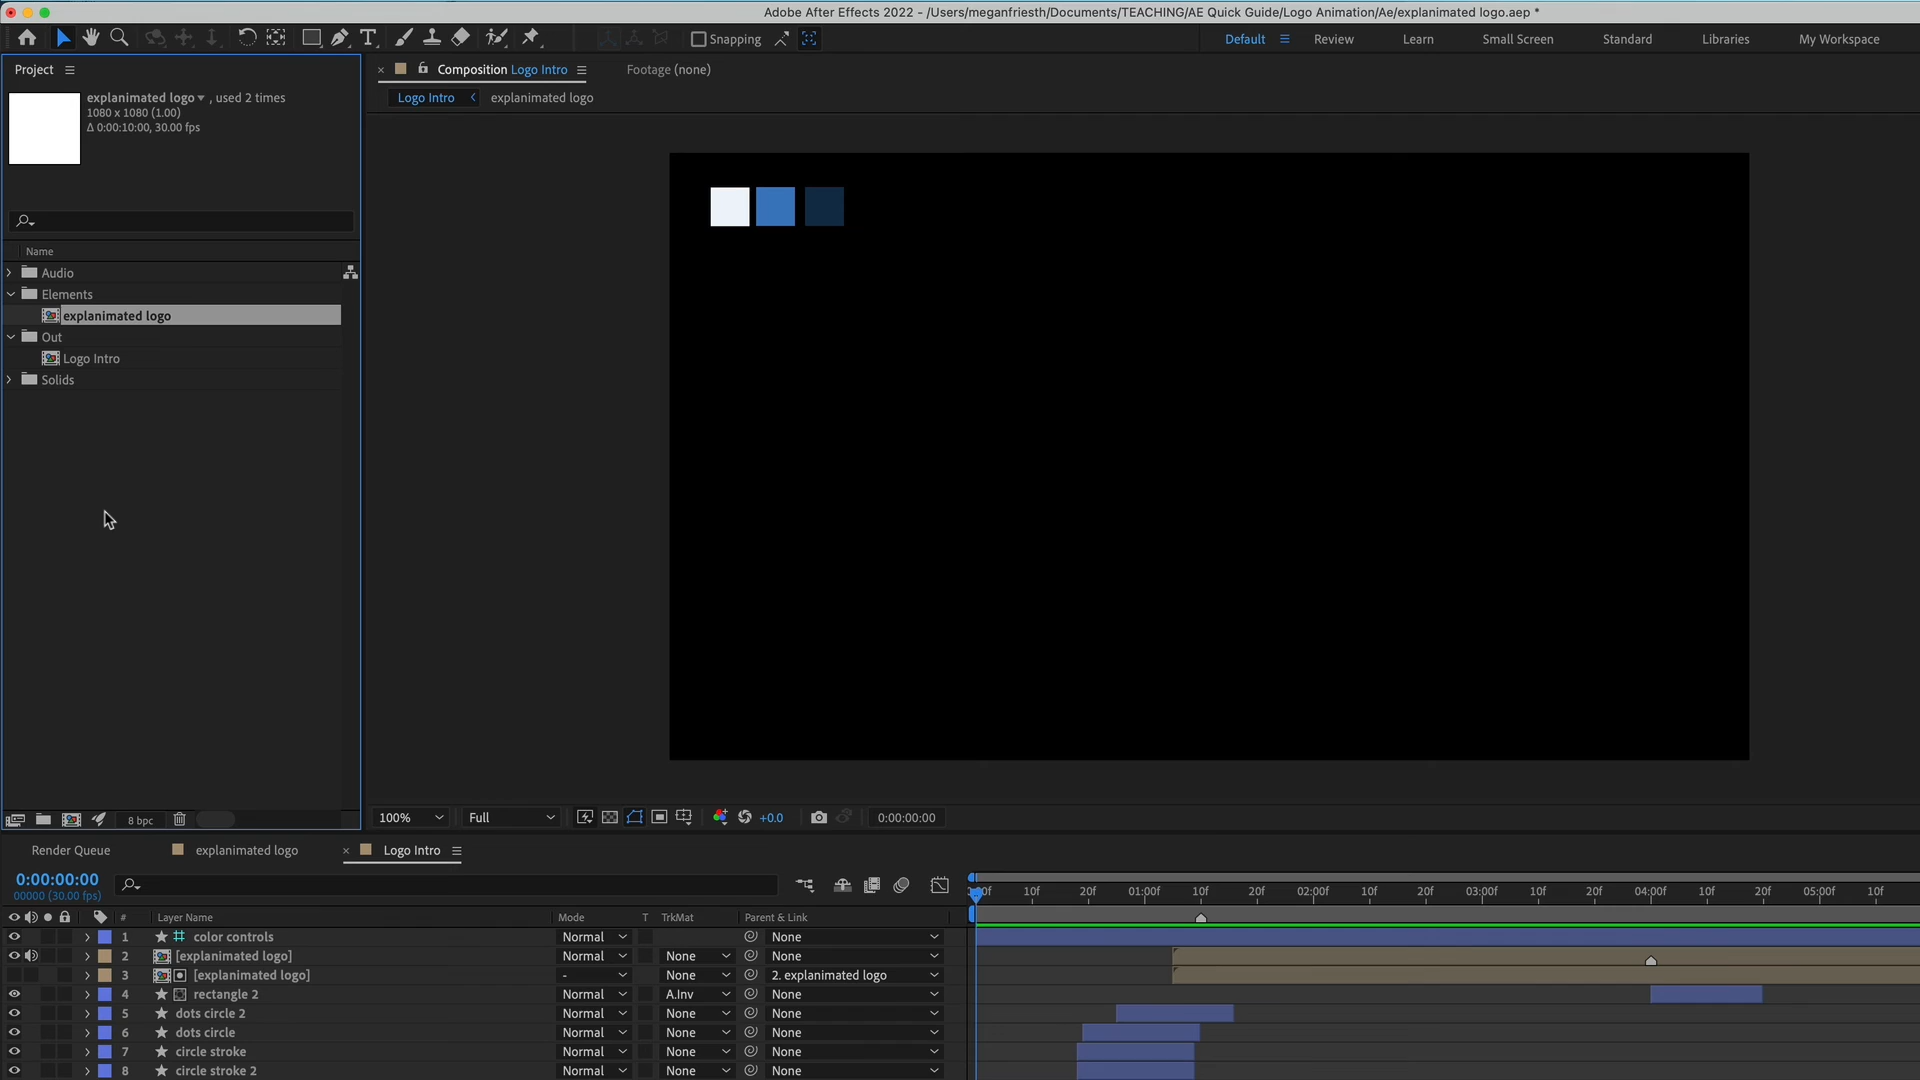 Adobe After Effects 2022 - /Users/meganfriesth/Documents/TEACHING/AE Quick Guide/Logo Animation/Ae/explanimated logo.aep *
Snapping
Default
Review
Learn
Small Screen
Standard
Libraries
My Workspace
Project
explanimated logo , used 2 times
1080 x 1080 (1.00)
Δ 0:00:10:00, 30.00 fps
Name
Audio
Elements
explanimated logo
Out
Logo Intro
Solids
8 bpc
Composition Logo Intro
Footage (none)
Logo Intro
explanimated logo
100%
Full
+0.0
0:00:00:00
Render Queue
explanimated logo
Logo Intro
0:00:00:00
00000 (30.00 fps)
10f 20f 01:00f 10f 20f 02:00f 10f 20f 03:00f 10f 20f 04:00f 10f 20f 05:00f 10f
# Layer Name Mode T TrkMat Parent & Link
1 color controls Normal None
2 [explanimated logo] Normal None None
3 [explanimated logo] - None 2. explanimated logo
4 rectangle 2 Normal A.Inv None
5 dots circle 2 Normal None None
6 dots circle Normal None None
7 circle stroke Normal None None
8 circle stroke 2 Normal None None